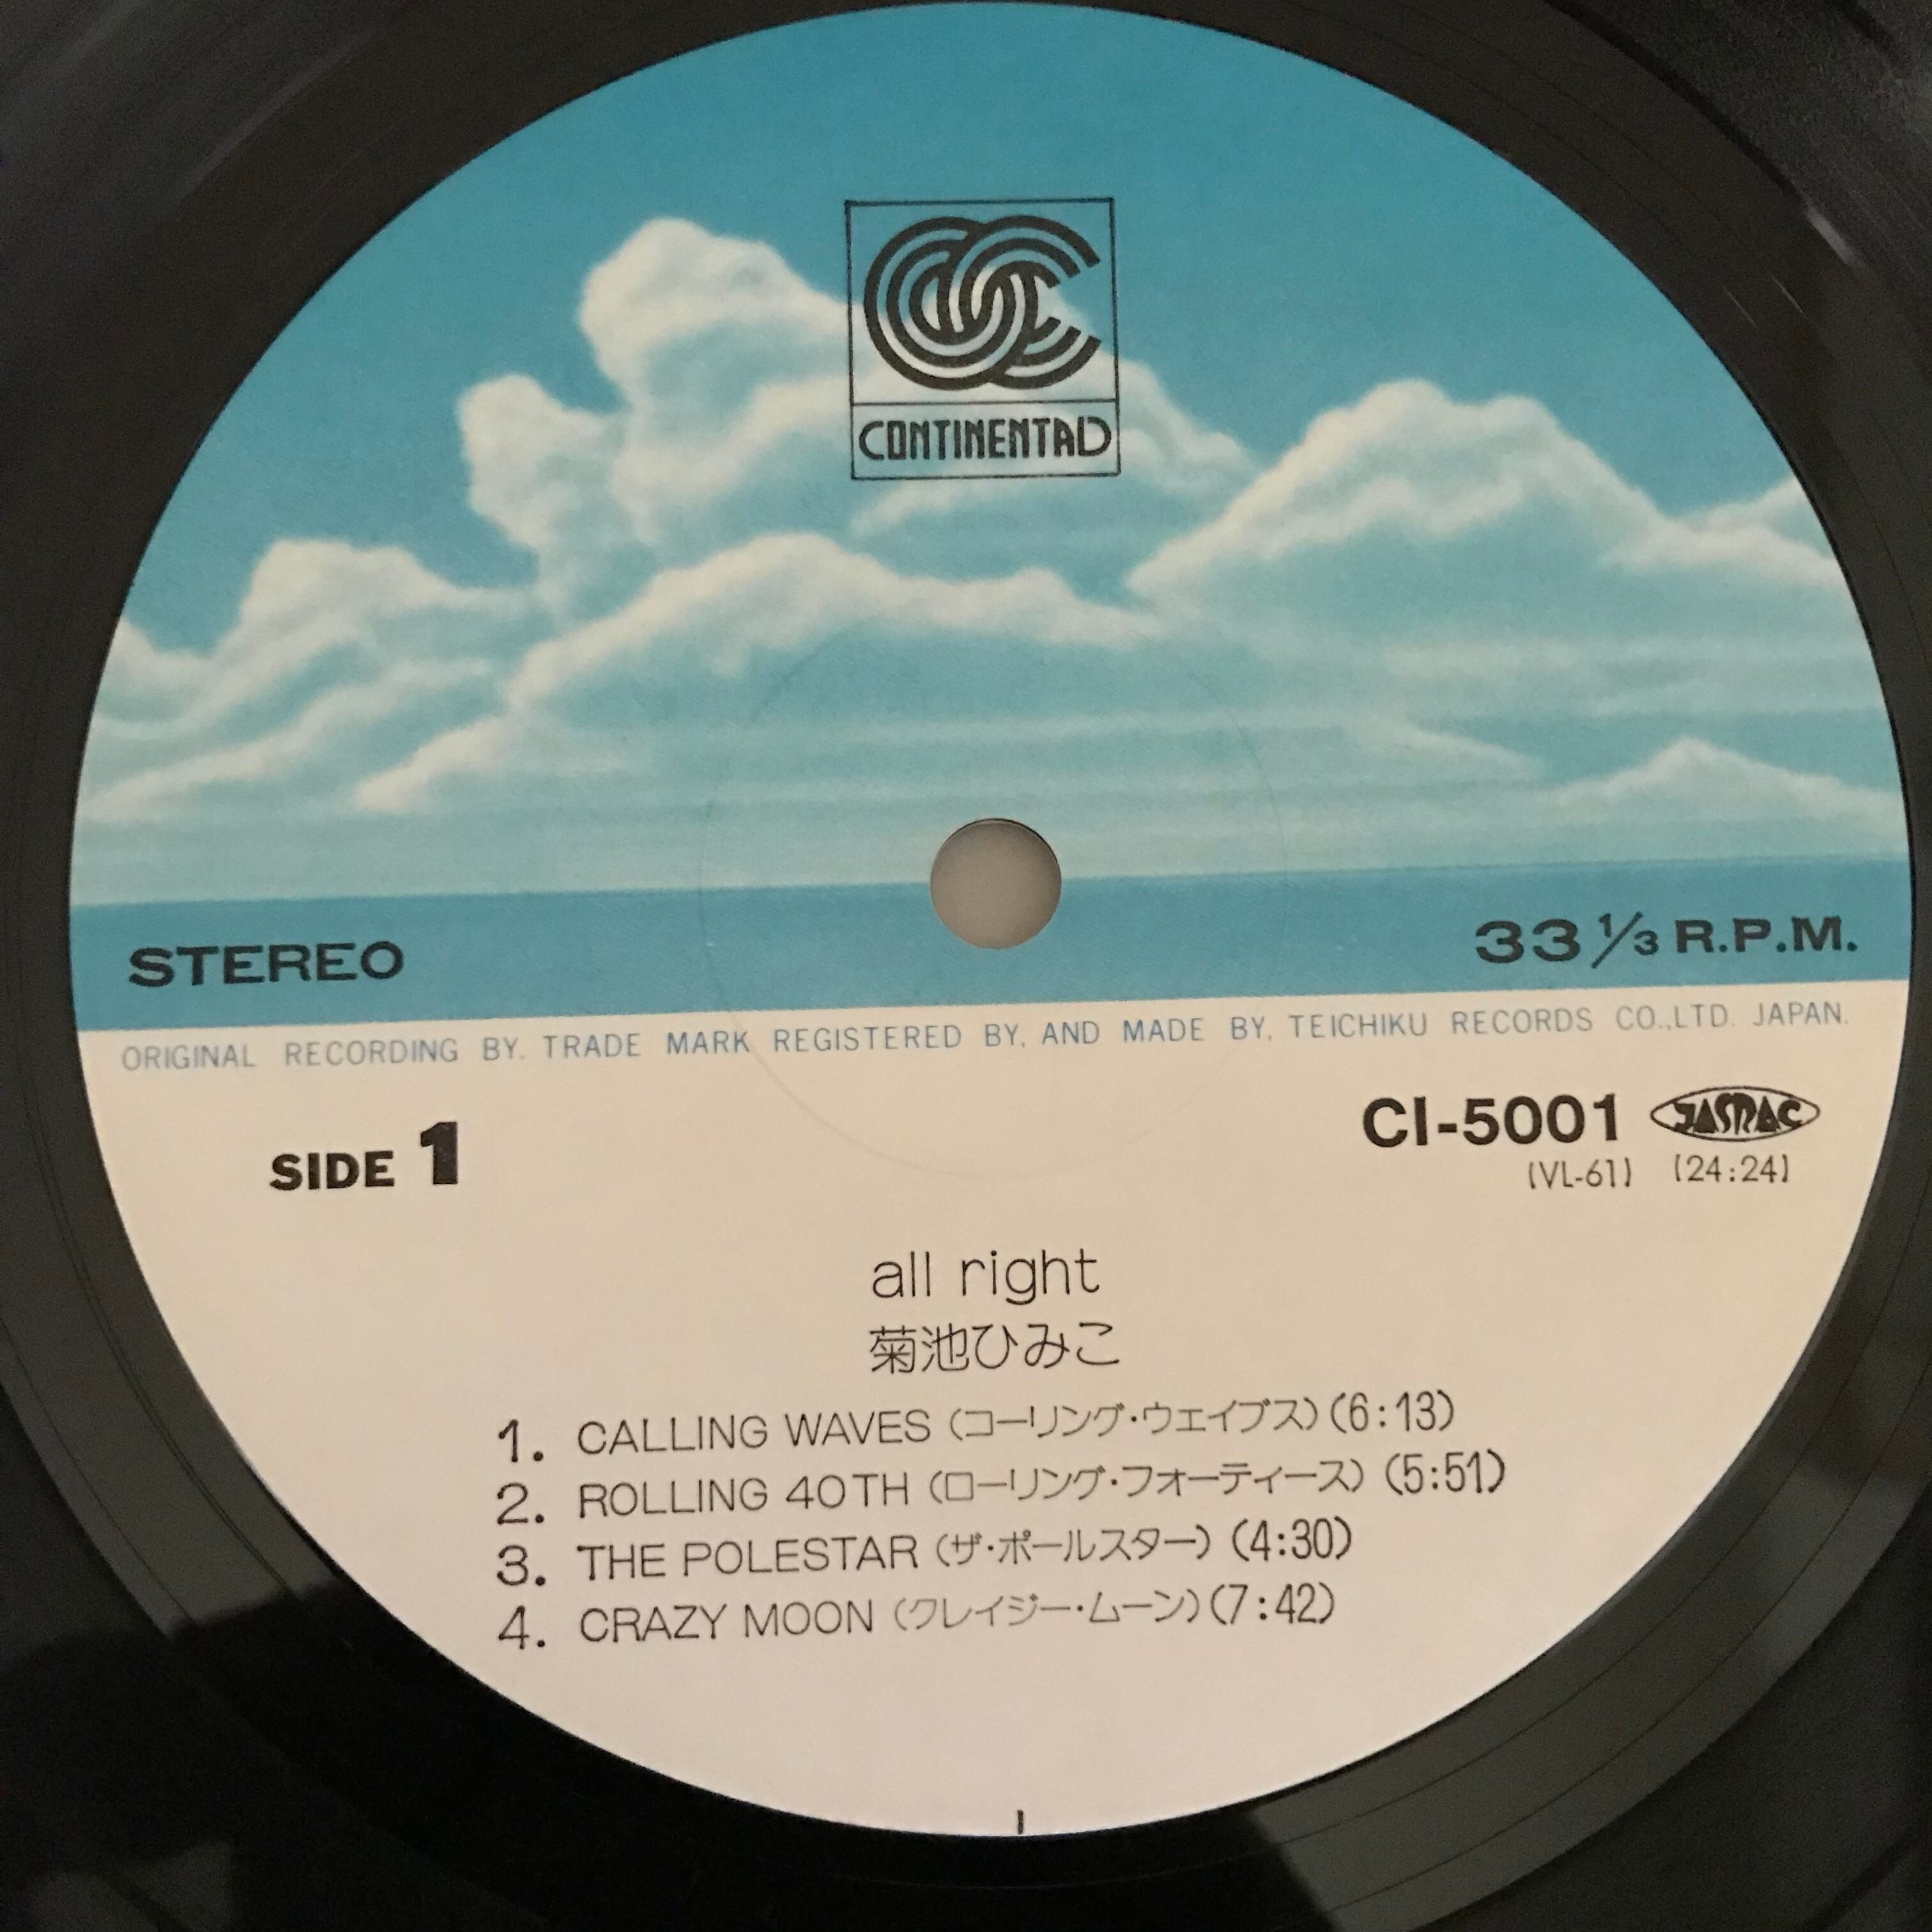 CONTINENTAL
STEREO
33 1/3 R.P.M.
ORIGINAL RECORDING BY. TRADE MARK REGISTERED BY, AND MADE BY, TEICHIKU RECORDS CO.,LTD. JAPAN.
SIDE 1
CI-5001 JASRAC
(VL-61) (24:24)
all right
菊池ひみこ
1. CALLING WAVES (コーリング・ウェイブス) (6:13)
2. ROLLING 40TH (ローリング・フォーティース) (5:51)
3. THE POLESTAR (ザ・ポールスター) (4:30)
4. CRAZY MOON (クレイジー・ムーン) (7:42)